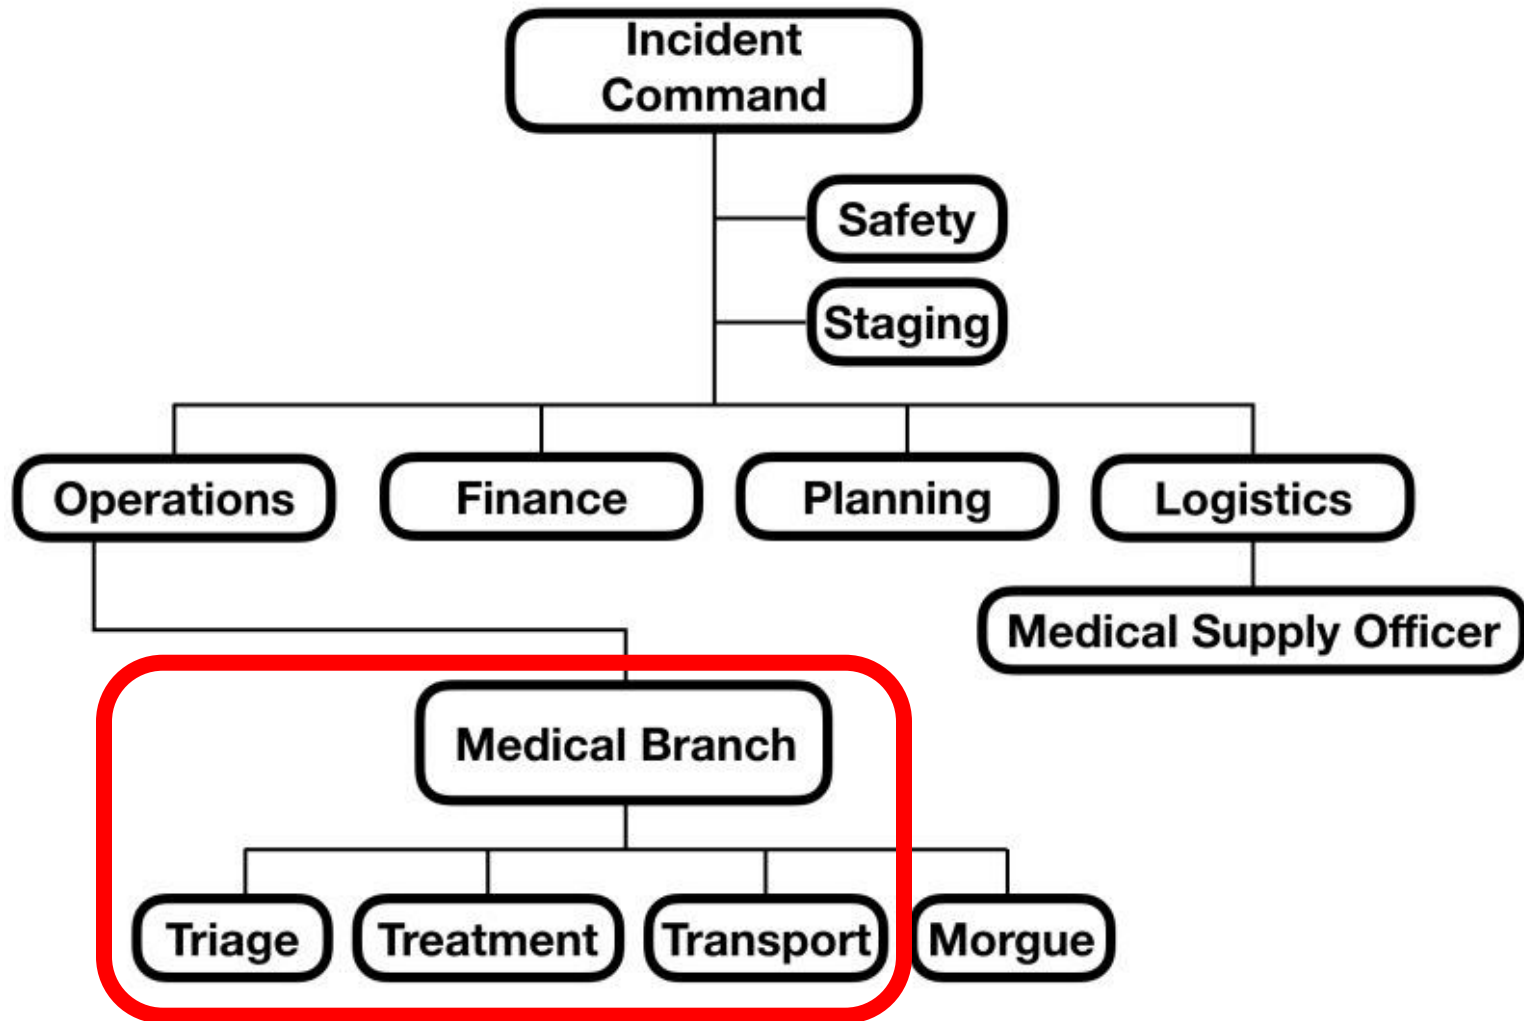 Incident
Command
Safety
Staging
Operations
Finance
Planning
Logistics
Medical Supply Officer
Medical Branch
Triage
Treatment
Transport
Morgue